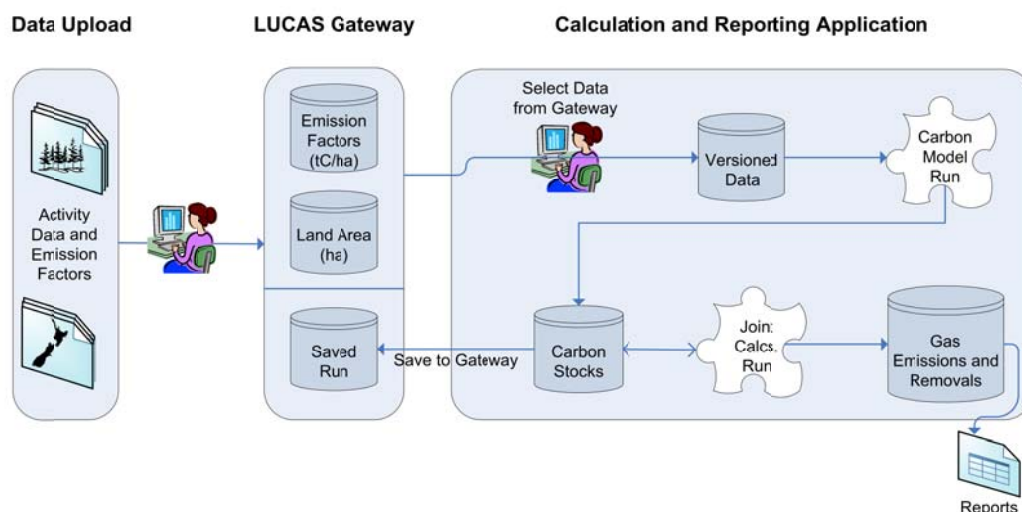 Data Upload
LUCAS Gateway
Calculation and Reporting Application
Activity
Data and
Emission
Factors
Emission
Factors
(tC/ha)
Land Area
(ha)
Saved
Run
Select Data
from Gateway
Versioned
Data
Carbon
Model
Run
Save to Gateway
Carbon
Stocks
Joint
Calcs.
Run
Gas
Emissions and
Removals
Reports